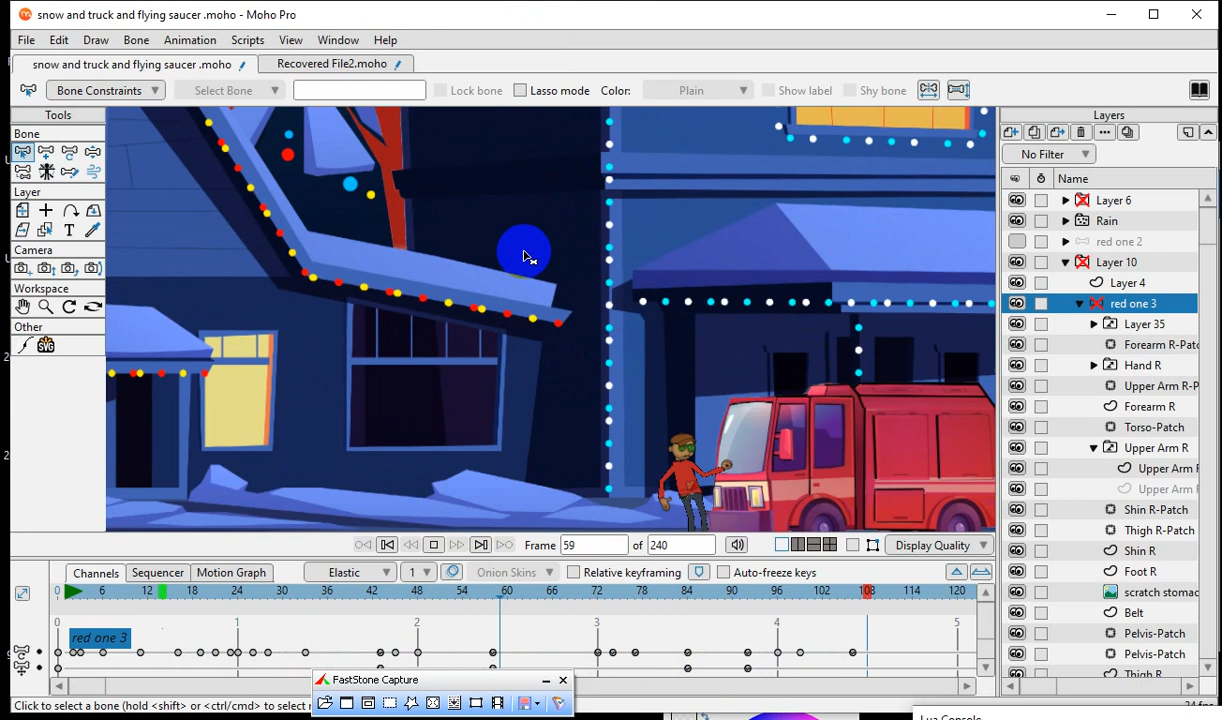 snow and truck and flying saucer .moho - Moho Pro
File Edit Draw Bone Animation Scripts View Window Help
snow and truck and flying saucer .moho Recovered File2.moho
Bone Constraints Select Bone Lock bone Lasso mode Color: Plain Show label Shy bone
Tools
Bone
Layer
Camera
Workspace
Other
SVG
Layers
No Filter
Name
Layer 6
Rain
red one 2
Layer 10
Layer 4
red one 3
Layer 35
Forearm R-Patc
Hand R
Upper Arm R-P
Forearm R
Torso-Patch
Upper Arm R
Upper Arm R
Upper Arm R
Shin R-Patch
Thigh R-Patch
Shin R
Foot R
scratch stomac
Belt
Pelvis-Patch
Pelvis-Patch
Thigh R
Frame 59 of 240 Display Quality
Channels Sequencer Motion Graph Elastic 1 Onion Skins Relative keyframing Auto-freeze keys
0 6 12 18 24 30 36 42 48 54 60 66 72 78 84 90 96 102 108 114 120
0 1 2 3 4 5
red one 3
FastStone Capture
Click to select a bone (hold <shift> or <ctrl/cmd> to select
24 fps
Lua Console